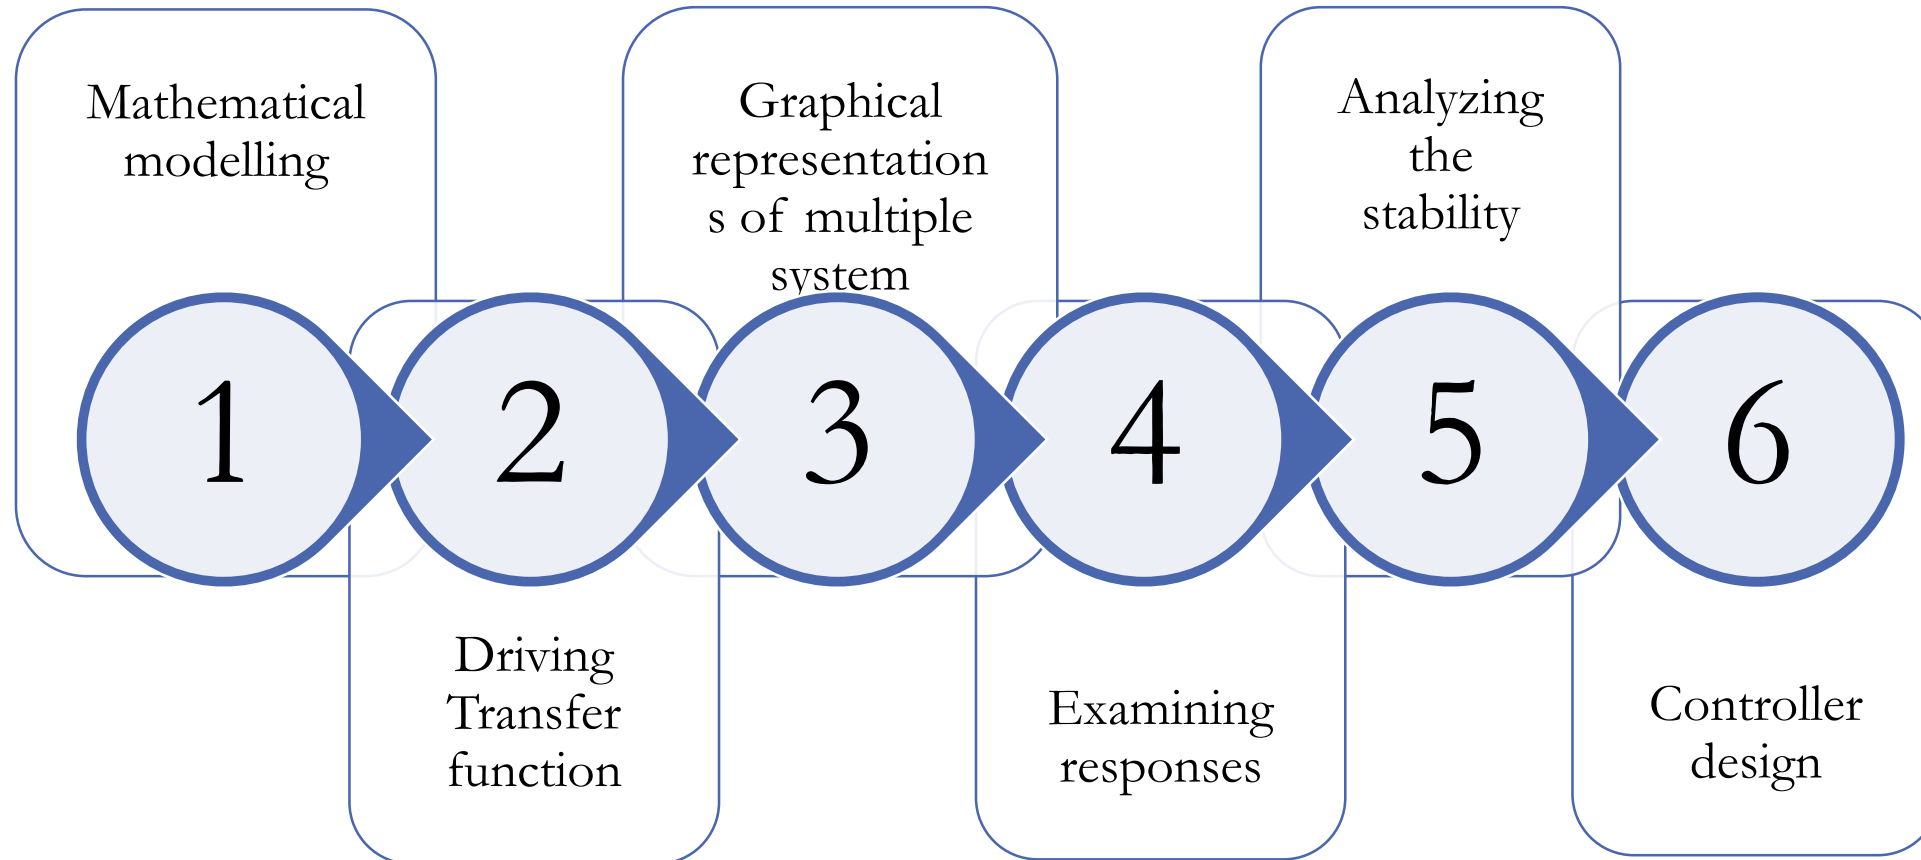 Mathematical
modelling
1
Driving
Transfer
function
2
Graphical
representation
s of multiple
system
3
Examining
responses
4
Analyzing
the
stability
5
Controller
design
6